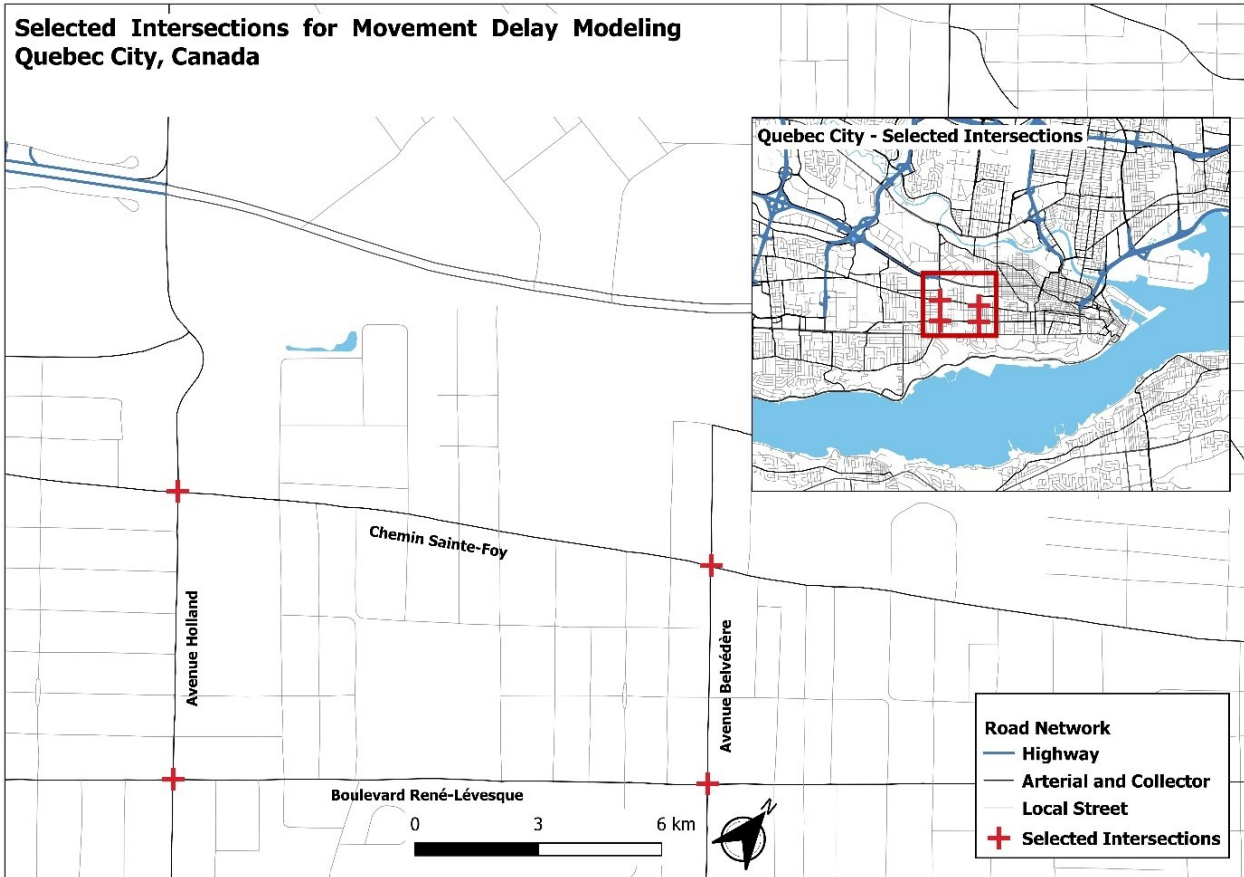 Selected Intersections for Movement Delay Modeling
Quebec City, Canada
Quebec City - Selected Intersections
Chemin Sainte-Foy
Avenue Holland
Avenue Belvédère
Boulevard René-Lévesque
0 3 6 km
N
Road Network
Highway
Arterial and Collector
Local Street
Selected Intersections